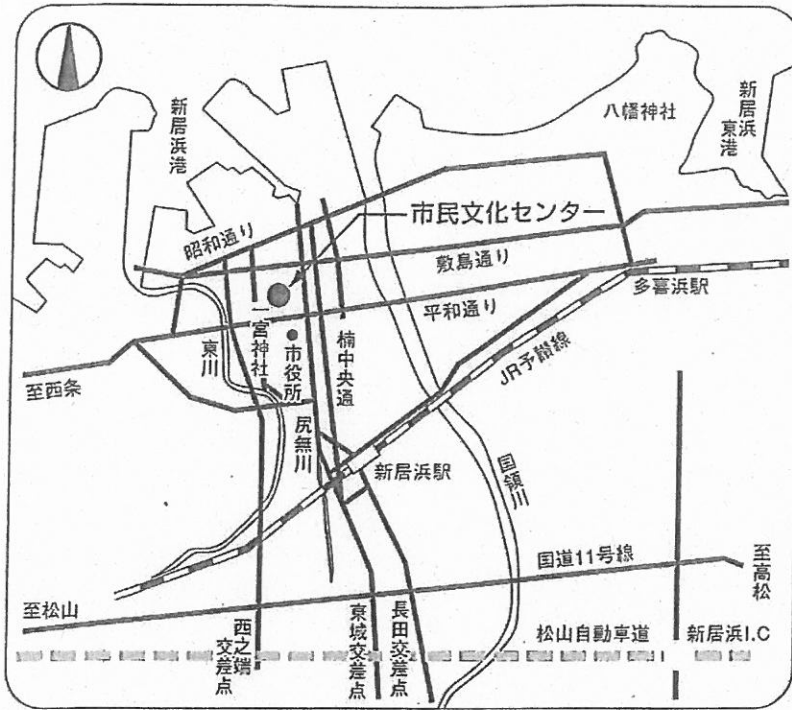 新居浜港
八幡神社
新居浜
東港
昭和通り
市民文化センター
敷島通り
多喜浜駅
平和通り
一宮神社
市役所
楠中央通
東川
至西条
JR予讃線
尻無川
新居浜駅
国領川
国道11号線
至高松
至松山
西之端
交差点
東城交差点
長田交差点
松山自動車道
新居浜I.C